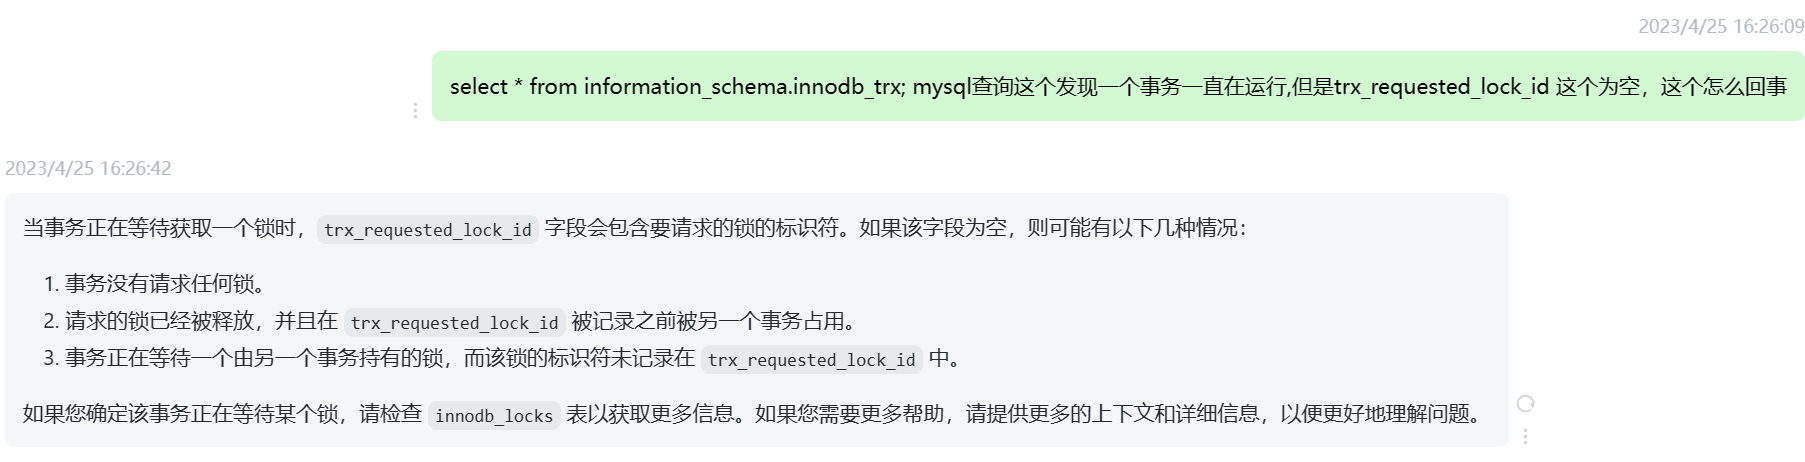 2023/4/25 16:26:09
select * from information_schema.innodb_trx; mysql查询这个发现一个事务一直在运行,但是trx_requested_lock_id 这个为空，这个怎么回事
2023/4/25 16:26:42
当事务正在等待获取一个锁时，trx_requested_lock_id 字段会包含要请求的锁的标识符。如果该字段为空，则可能有以下几种情况：
1. 事务没有请求任何锁。
2. 请求的锁已经被释放，并且在 trx_requested_lock_id 被记录之前被另一个事务占用。
3. 事务正在等待一个由另一个事务持有的锁，而该锁的标识符未记录在 trx_requested_lock_id 中。
如果您确定该事务正在等待某个锁，请检查 innodb_locks 表以获取更多信息。如果您需要更多帮助，请提供更多的上下文和详细信息，以便更好地理解问题。